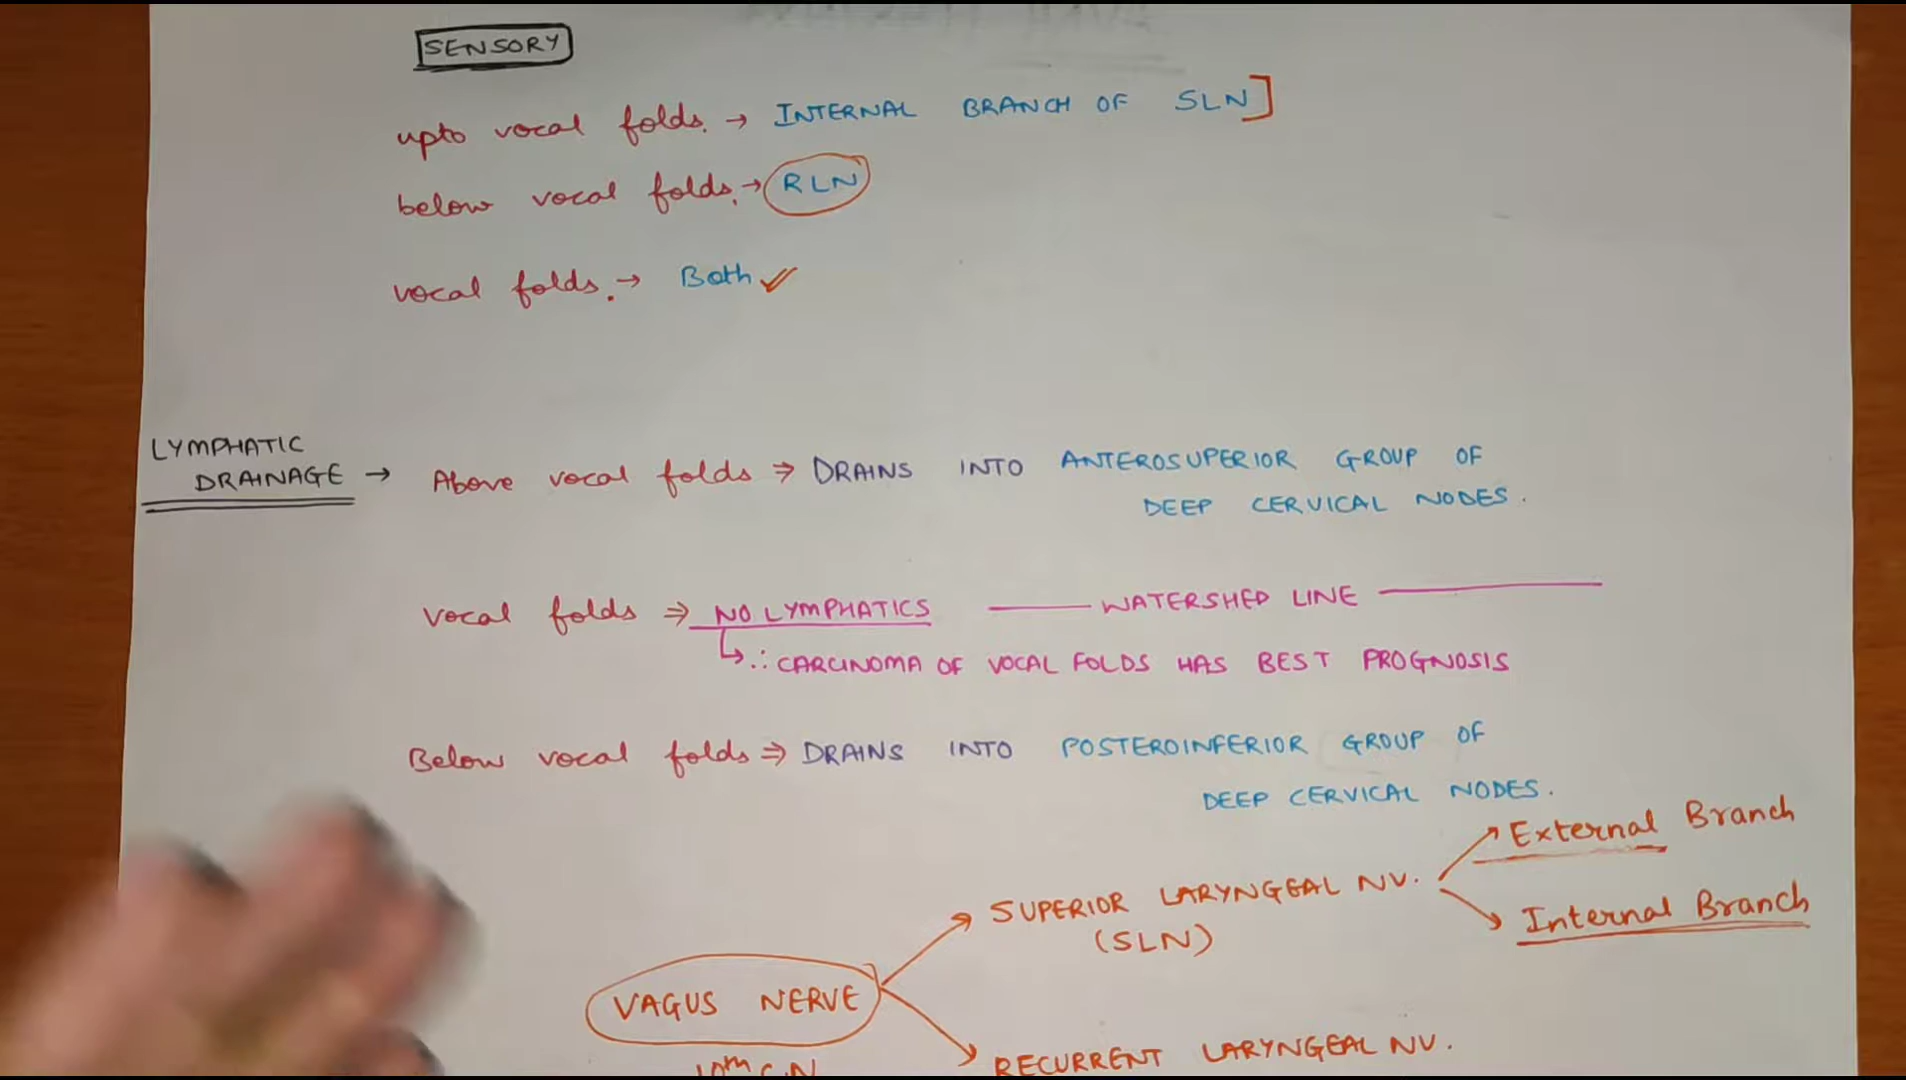 SENSORY
upto vocal folds. → INTERNAL BRANCH OF SLN]
below vocal folds. → RLN
vocal folds. → Both ✓
LYMPHATIC
DRAINAGE → Above vocal folds ⇒ DRAINS INTO ANTEROSUPERIOR GROUP OF
DEEP CERVICAL NODES.
Vocal folds ⇒ NO LYMPHATICS — WATERSHED LINE —
↳ ∴ CARCINOMA OF VOCAL FOLDS HAS BEST PROGNOSIS
Below vocal folds ⇒ DRAINS INTO POSTEROINFERIOR GROUP OF
DEEP CERVICAL NODES.
External Branch
SUPERIOR LARYNGEAL NV.
(SLN)
Internal Branch
VAGUS NERVE
RECURRENT LARYNGEAL NV.